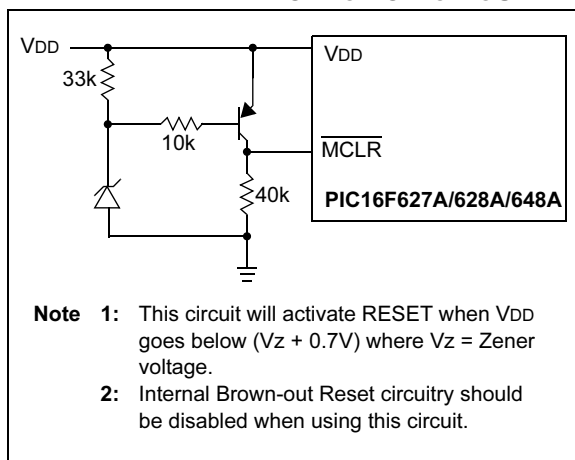 VDD
VDD
33k
10k
MCLR
40k
PIC16F627A/628A/648A
Note 1: This circuit will activate RESET when VDD
goes below (Vz + 0.7V) where Vz = Zener
voltage.
2: Internal Brown-out Reset circuitry should
be disabled when using this circuit.